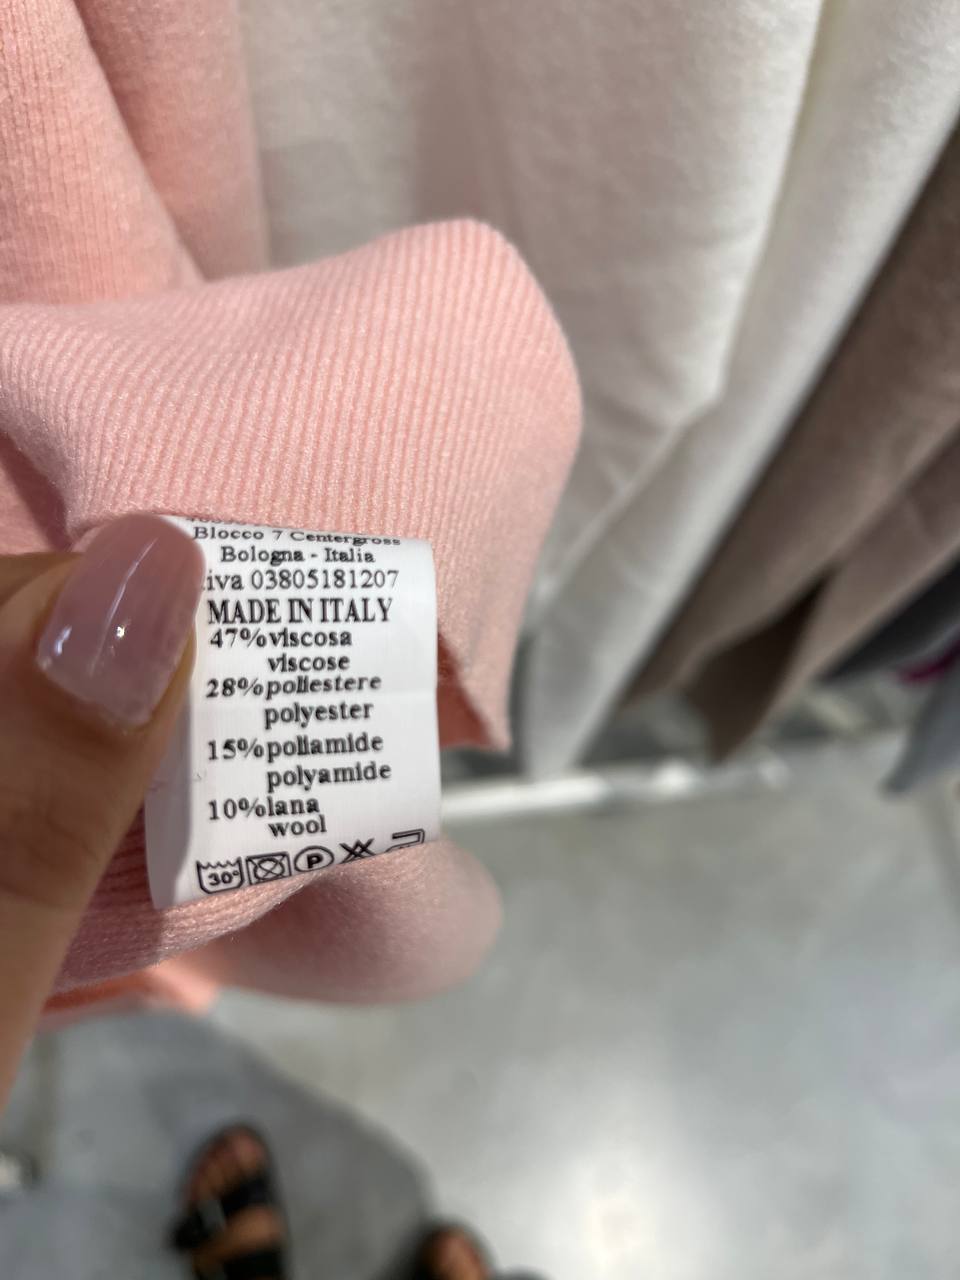 Blocco 7 Centergross
Bologna - Italia
.iva 03805181207
MADE IN ITALY
47%viscosa
viscose
28%poliestere
polyester
15%poliamide
polyamide
10%lana
wool
30° P